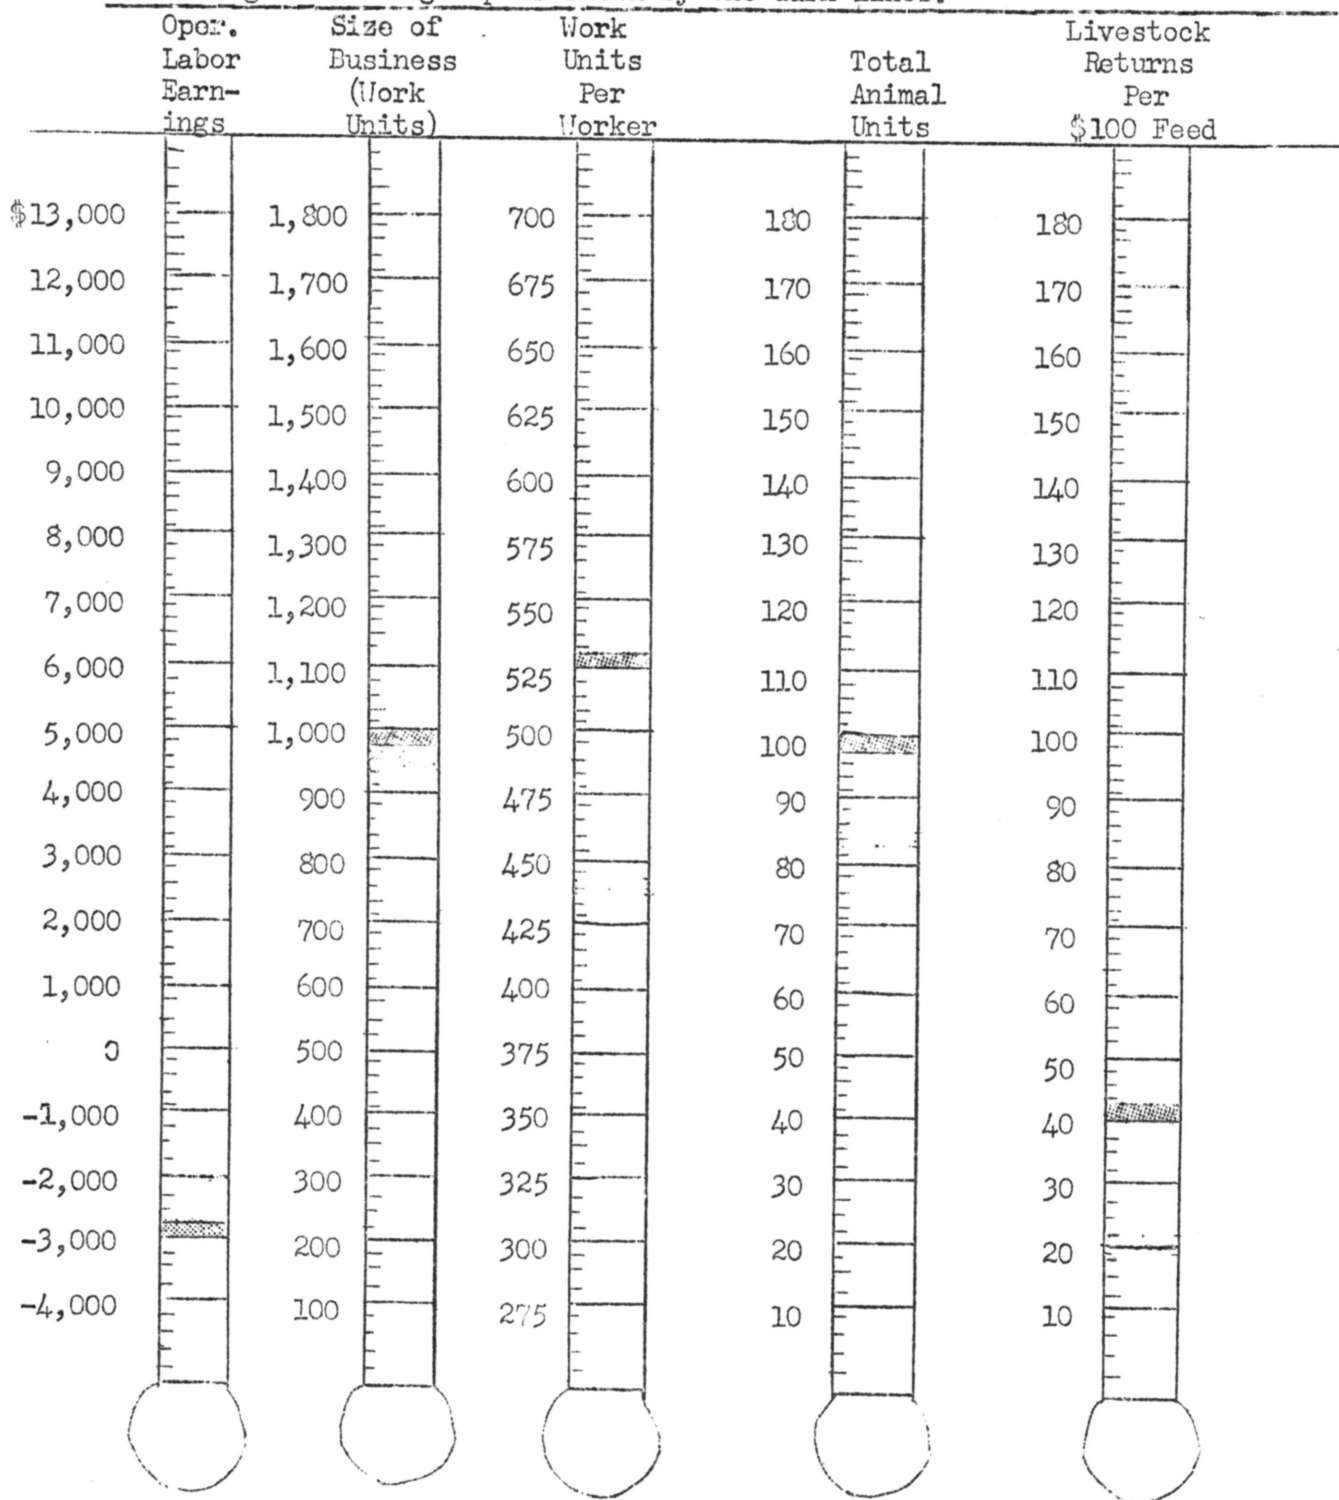 Oper. Labor Earn- ings
Size of Business (Work Units)
Work Units Per Worker
Total Animal Units
Livestock Returns Per $100 Feed
$13,000 1,800 700 180 180
12,000 1,700 675 170 170
11,000 1,600 650 160 160
10,000 1,500 625 150 150
9,000 1,400 600 140 140
8,000 1,300 575 130 130
7,000 1,200 550 120 120
6,000 1,100 525 110 110
5,000 1,000 500 100 100
4,000 900 475 90 90
3,000 800 450 80 80
2,000 700 425 70 70
1,000 600 400 60 60
0 500 375 50 50
-1,000 400 350 40 40
-2,000 300 325 30 30
-3,000 200 300 20 20
-4,000 100 275 10 10